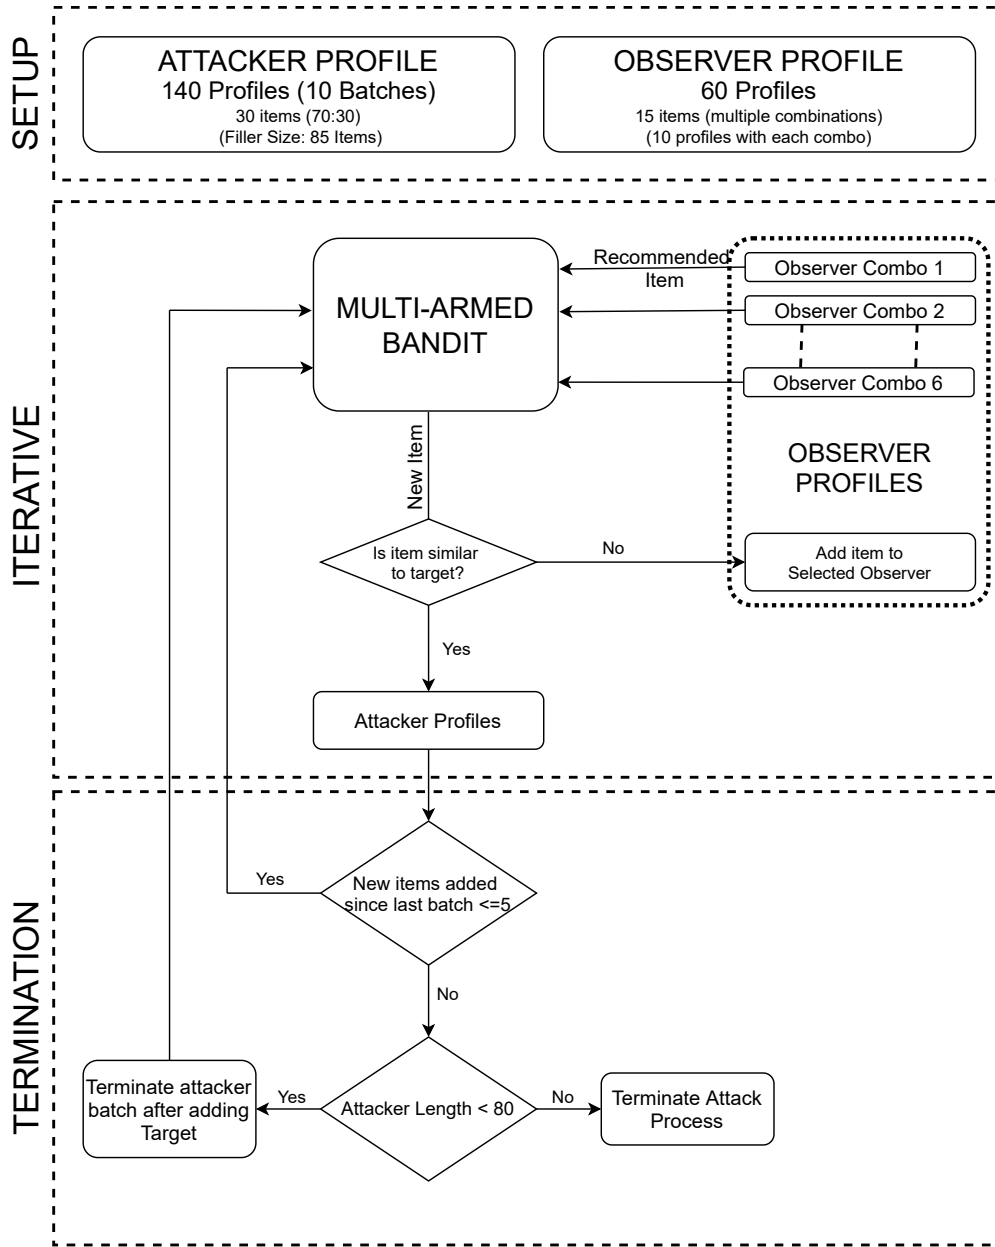 SETUP
ATTACKER PROFILE
140 Profiles (10 Batches)
30 items (70:30)
(Filler Size: 85 Items)
OBSERVER PROFILE
60 Profiles
15 items (multiple combinations)
(10 profiles with each combo)
ITERATIVE
MULTI-ARMED
BANDIT
Recommended
Item
Observer Combo 1
Observer Combo 2
Observer Combo 6
OBSERVER
PROFILES
New Item
Is item similar
to target?
No
Add item to
Selected Observer
Yes
Attacker Profiles
TERMINATION
New items added
since last batch <=5
Yes
No
Attacker Length < 80
Yes
Terminate attacker
batch after adding
Target
No
Terminate Attack
Process